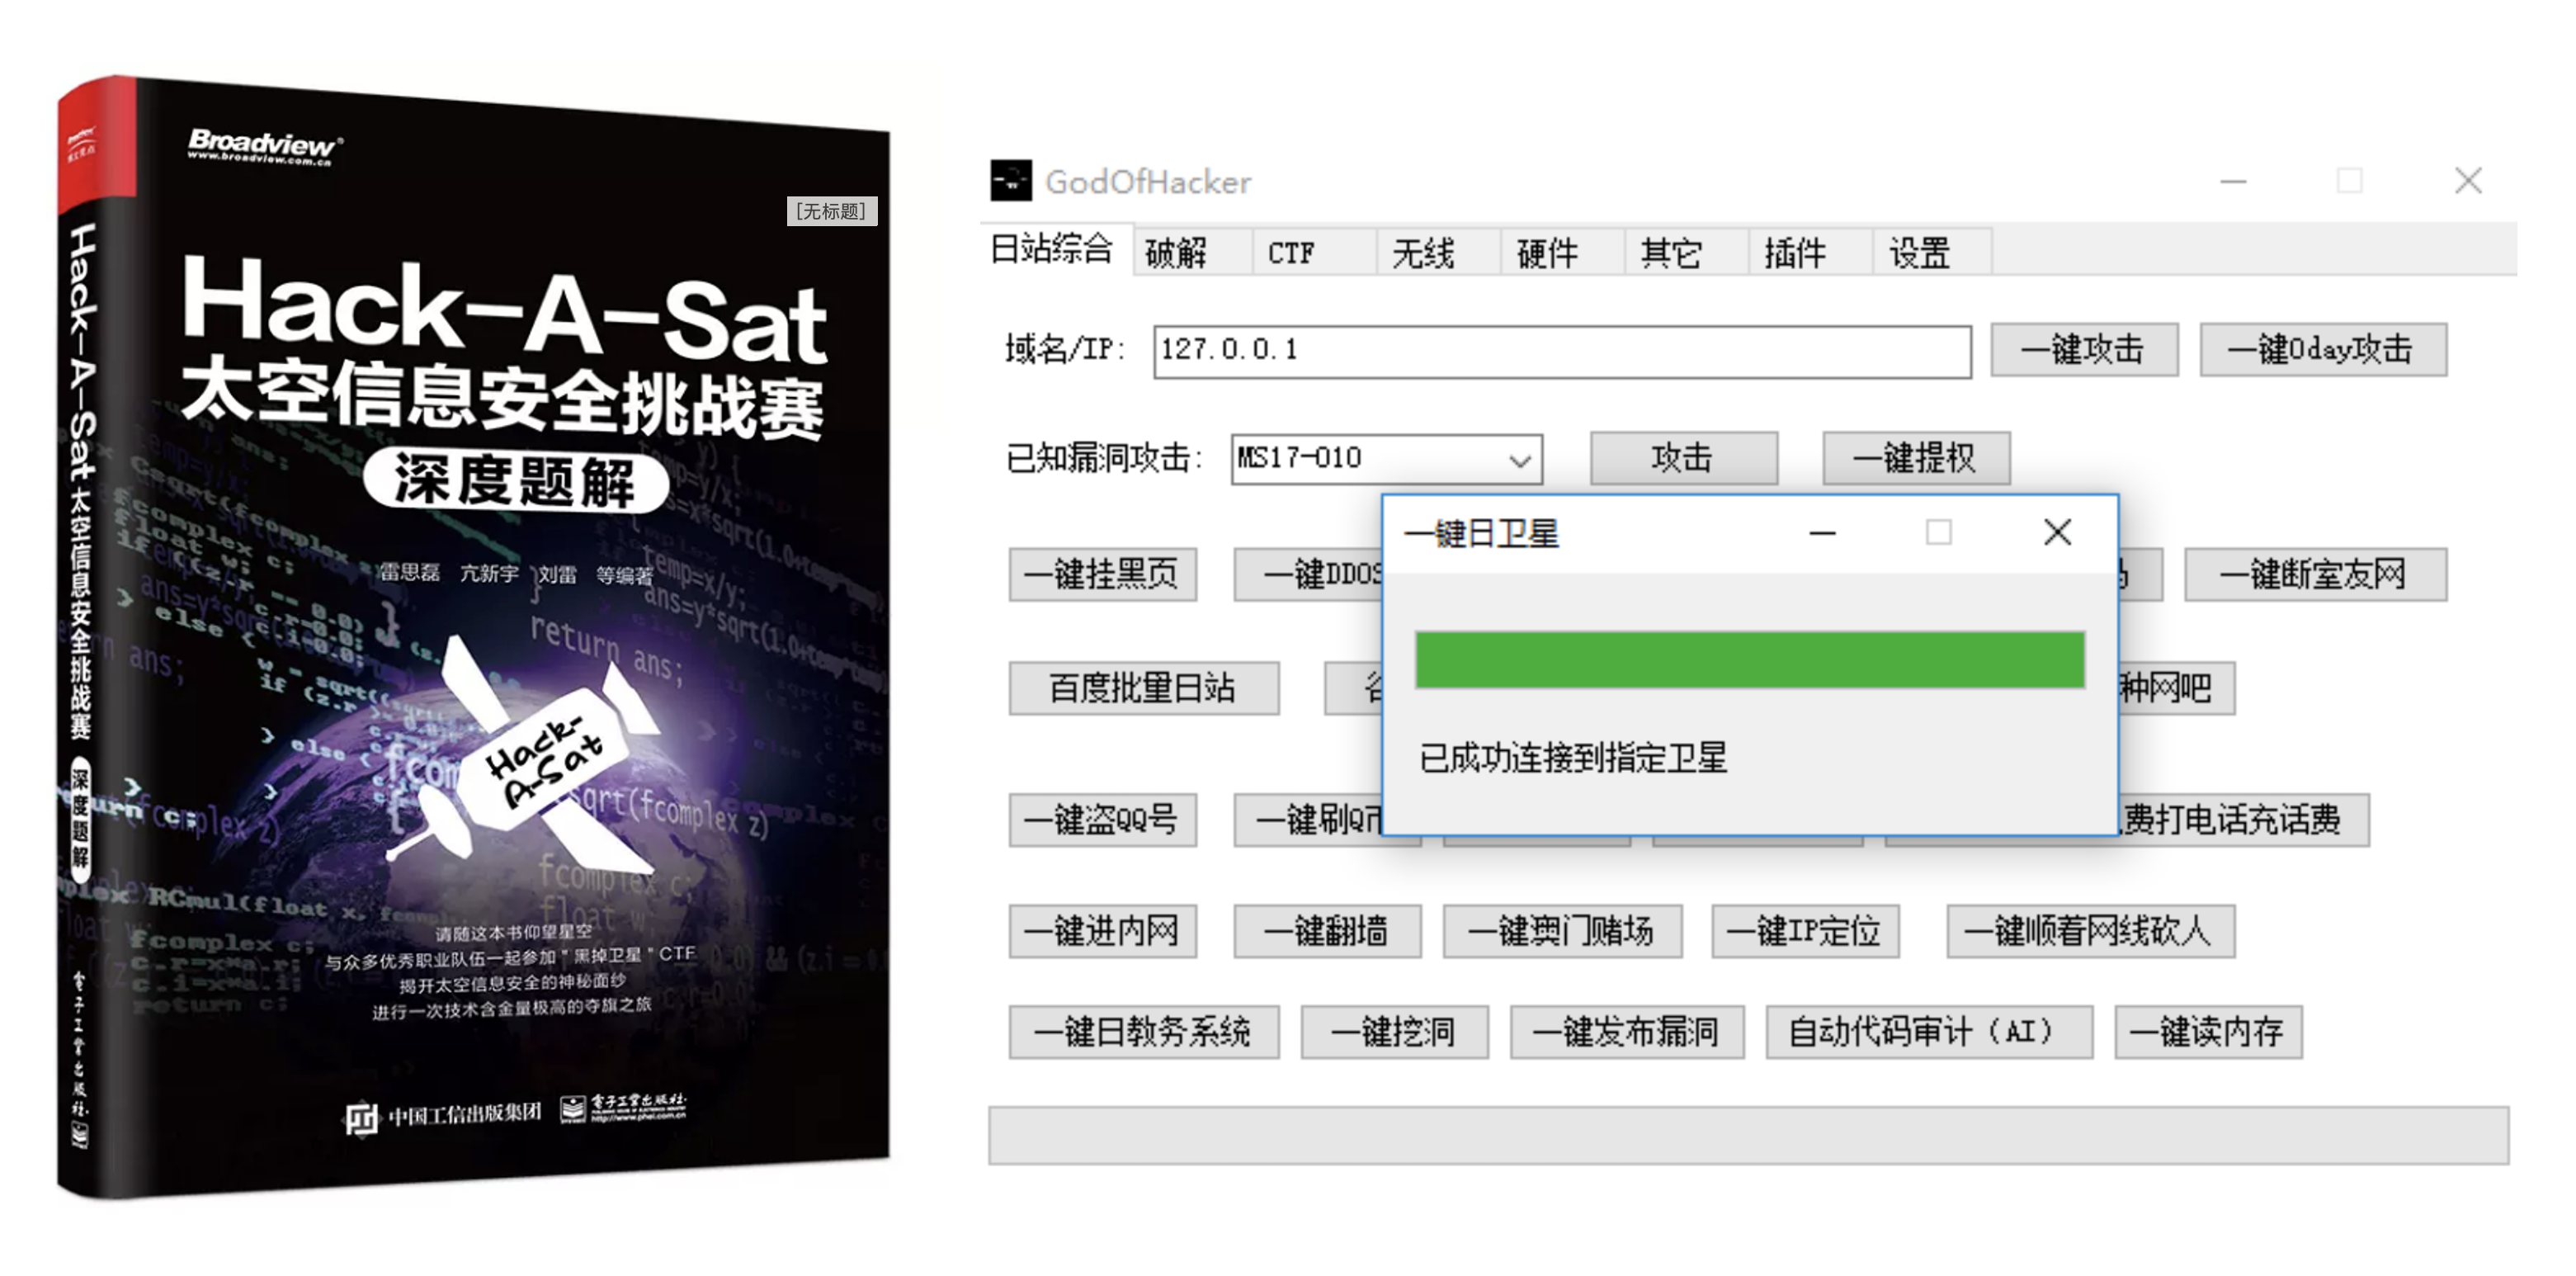 Broadview®
www.broadview.com.cn
[无标题]
Hack-A-Sat
太空信息安全挑战赛
深度题解
雷思磊 亢新宇 刘雷 等编著
Hack-
A-Sat
请随这本书仰望星空
与众多优秀职业队伍一起参加"黑掉卫星"CTF
揭开太空信息安全的神秘面纱
进行一次技术含金量极高的夺旗之旅
中国工信出版集团
电子工业出版社
http://www.phei.com.cn
Hack-A-Sat 太空信息安全挑战赛 深度题解
电子工业出版社
return ans;
GodOfHacker
日站综合 破解 CTF 无线 硬件 其它 插件 设置
域名/IP: 127.0.0.1 一键攻击 一键0day攻击
已知漏洞攻击: MS17-010 攻击 一键提权
一键日卫星
已成功连接到指定卫星
一键挂黑页 一键DDOS 一键断室友网
百度批量日站 种网吧
一键盗QQ号 一键刷Q币 费打电话充话费
一键进内网 一键翻墙 一键澳门赌场 一键IP定位 一键顺着网线砍人
一键日教务系统 一键挖洞 一键发布漏洞 自动代码审计（AI） 一键读内存